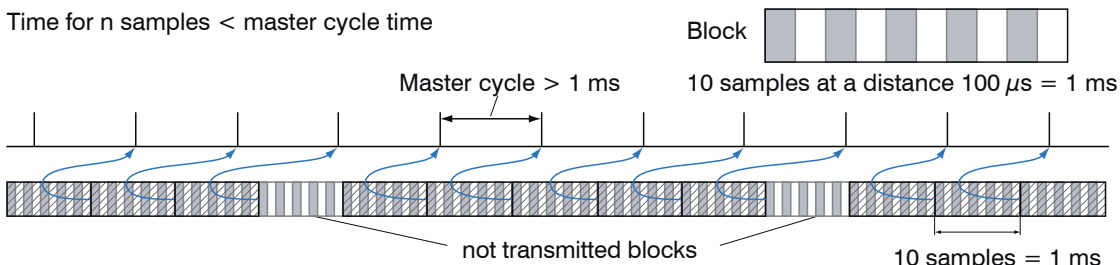 Time for n samples < master cycle time
Block
Master cycle > 1 ms
10 samples at a distance 100 µs = 1 ms
not transmitted blocks
10 samples = 1 ms